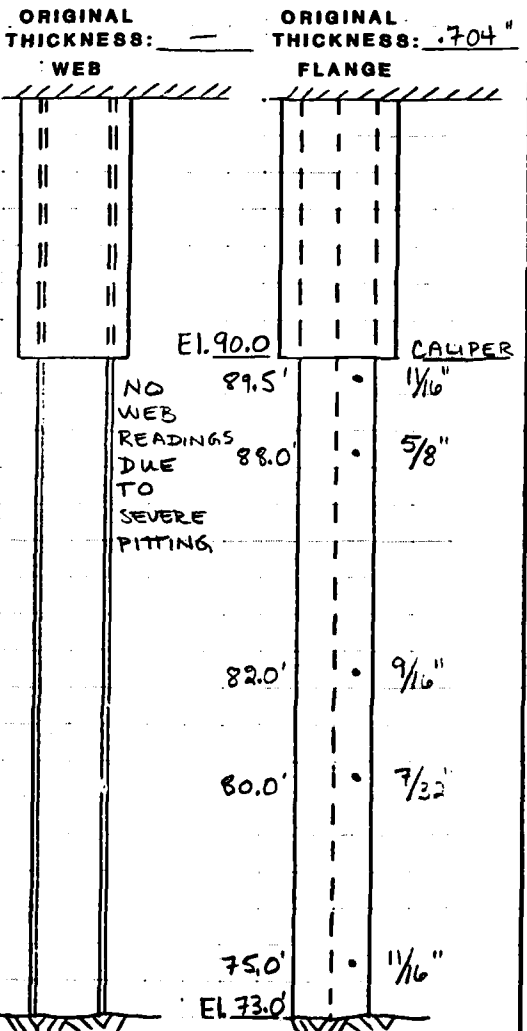 ORIGINAL THICKNESS: —
WEB
ORIGINAL THICKNESS: .704"
FLANGE
El. 90.0
CALIPER
NO
WEB
READINGS
DUE
TO
SEVERE
PITTING
89.5' 11/16"
88.0' 5/8"
82.0' 9/16"
80.0' 7/32"
75.0' 11/16"
El. 73.0'